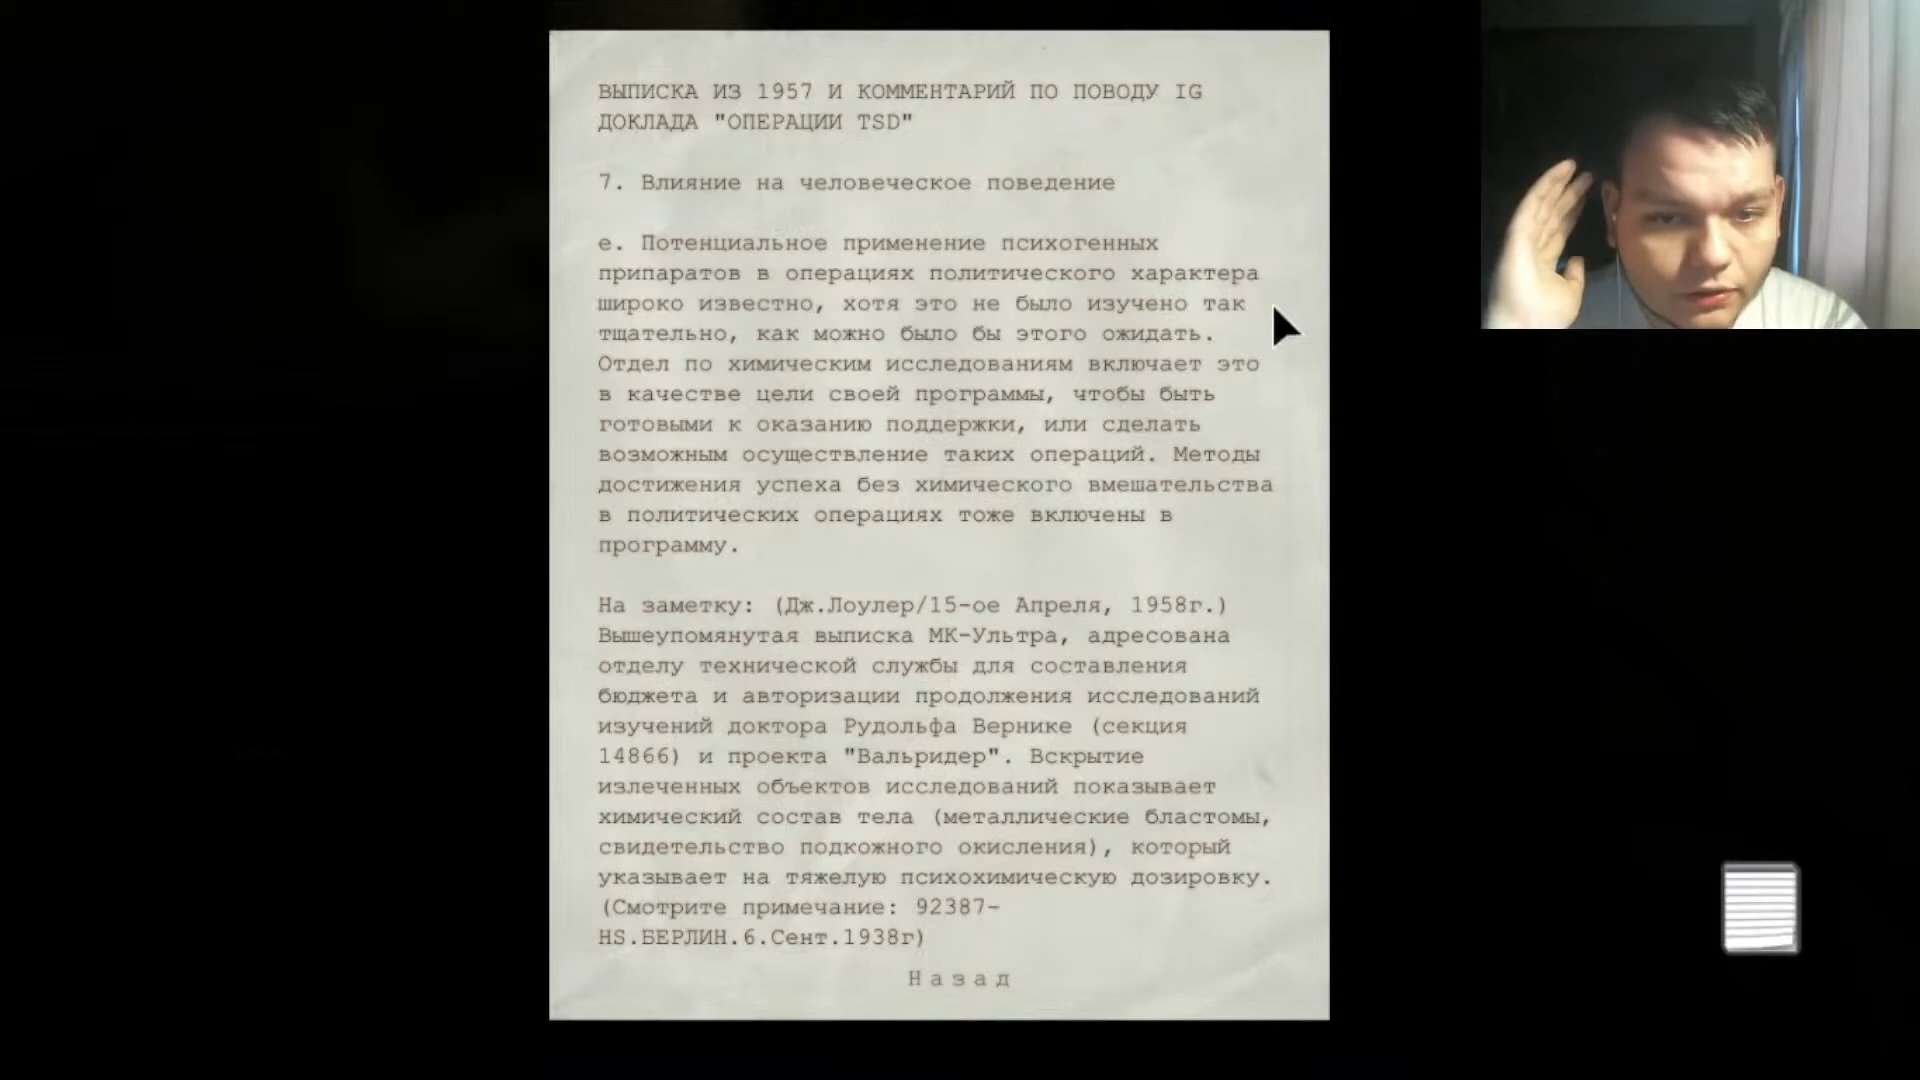 ВЫПИСКА ИЗ 1957 И КОММЕНТАРИЙ ПО ПОВОДУ IG
ДОКЛАДА "ОПЕРАЦИИ TSD"
7. Влияние на человеческое поведение
е. Потенциальное применение психогенных
припаратов в операциях политического характера
широко известно, хотя это не было изучено так
тщательно, как можно было бы этого ожидать.
Отдел по химическим исследованиям включает это
в качестве цели своей программы, чтобы быть
готовыми к оказанию поддержки, или сделать
возможным осуществление таких операций. Методы
достижения успеха без химического вмешательства
в политических операциях тоже включены в
программу.
На заметку: (Дж.Лоулер/15-ое Апреля, 1958г.)
Вышеупомянутая выписка МК-Ультра, адресована
отделу технической службы для составления
бюджета и авторизации продолжения исследований
изучений доктора Рудольфа Вернике (секция
14866) и проекта "Вальридер". Вскрытие
излеченных объектов исследований показывает
химический состав тела (металлические бластомы,
свидетельство подкожного окисления), который
указывает на тяжелую психохимическую дозировку.
(Смотрите примечание: 92387-
HS.БЕРЛИН.6.Сент.1938г)
Назад